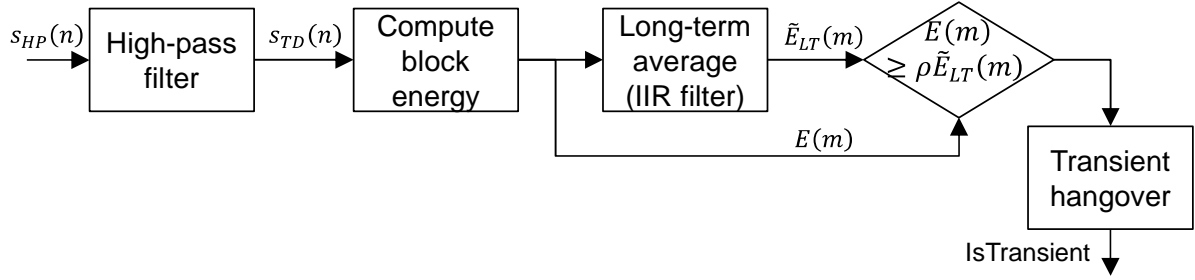 s_HP(n)
High-pass
filter
s_TD(n)
Compute
block
energy
Long-term
average
(IIR filter)
Ẽ_LT(m)
E(m)
≥ ρẼ_LT(m)
E(m)
Transient
hangover
IsTransient